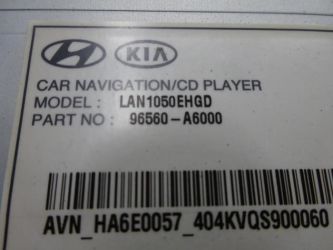 KIA
CAR NAVIGATION/CD PLAYER
MODEL : LAN1050EHGD
PART NO : 96560-A6000
AVN_HA6E0057_404KVQS900060